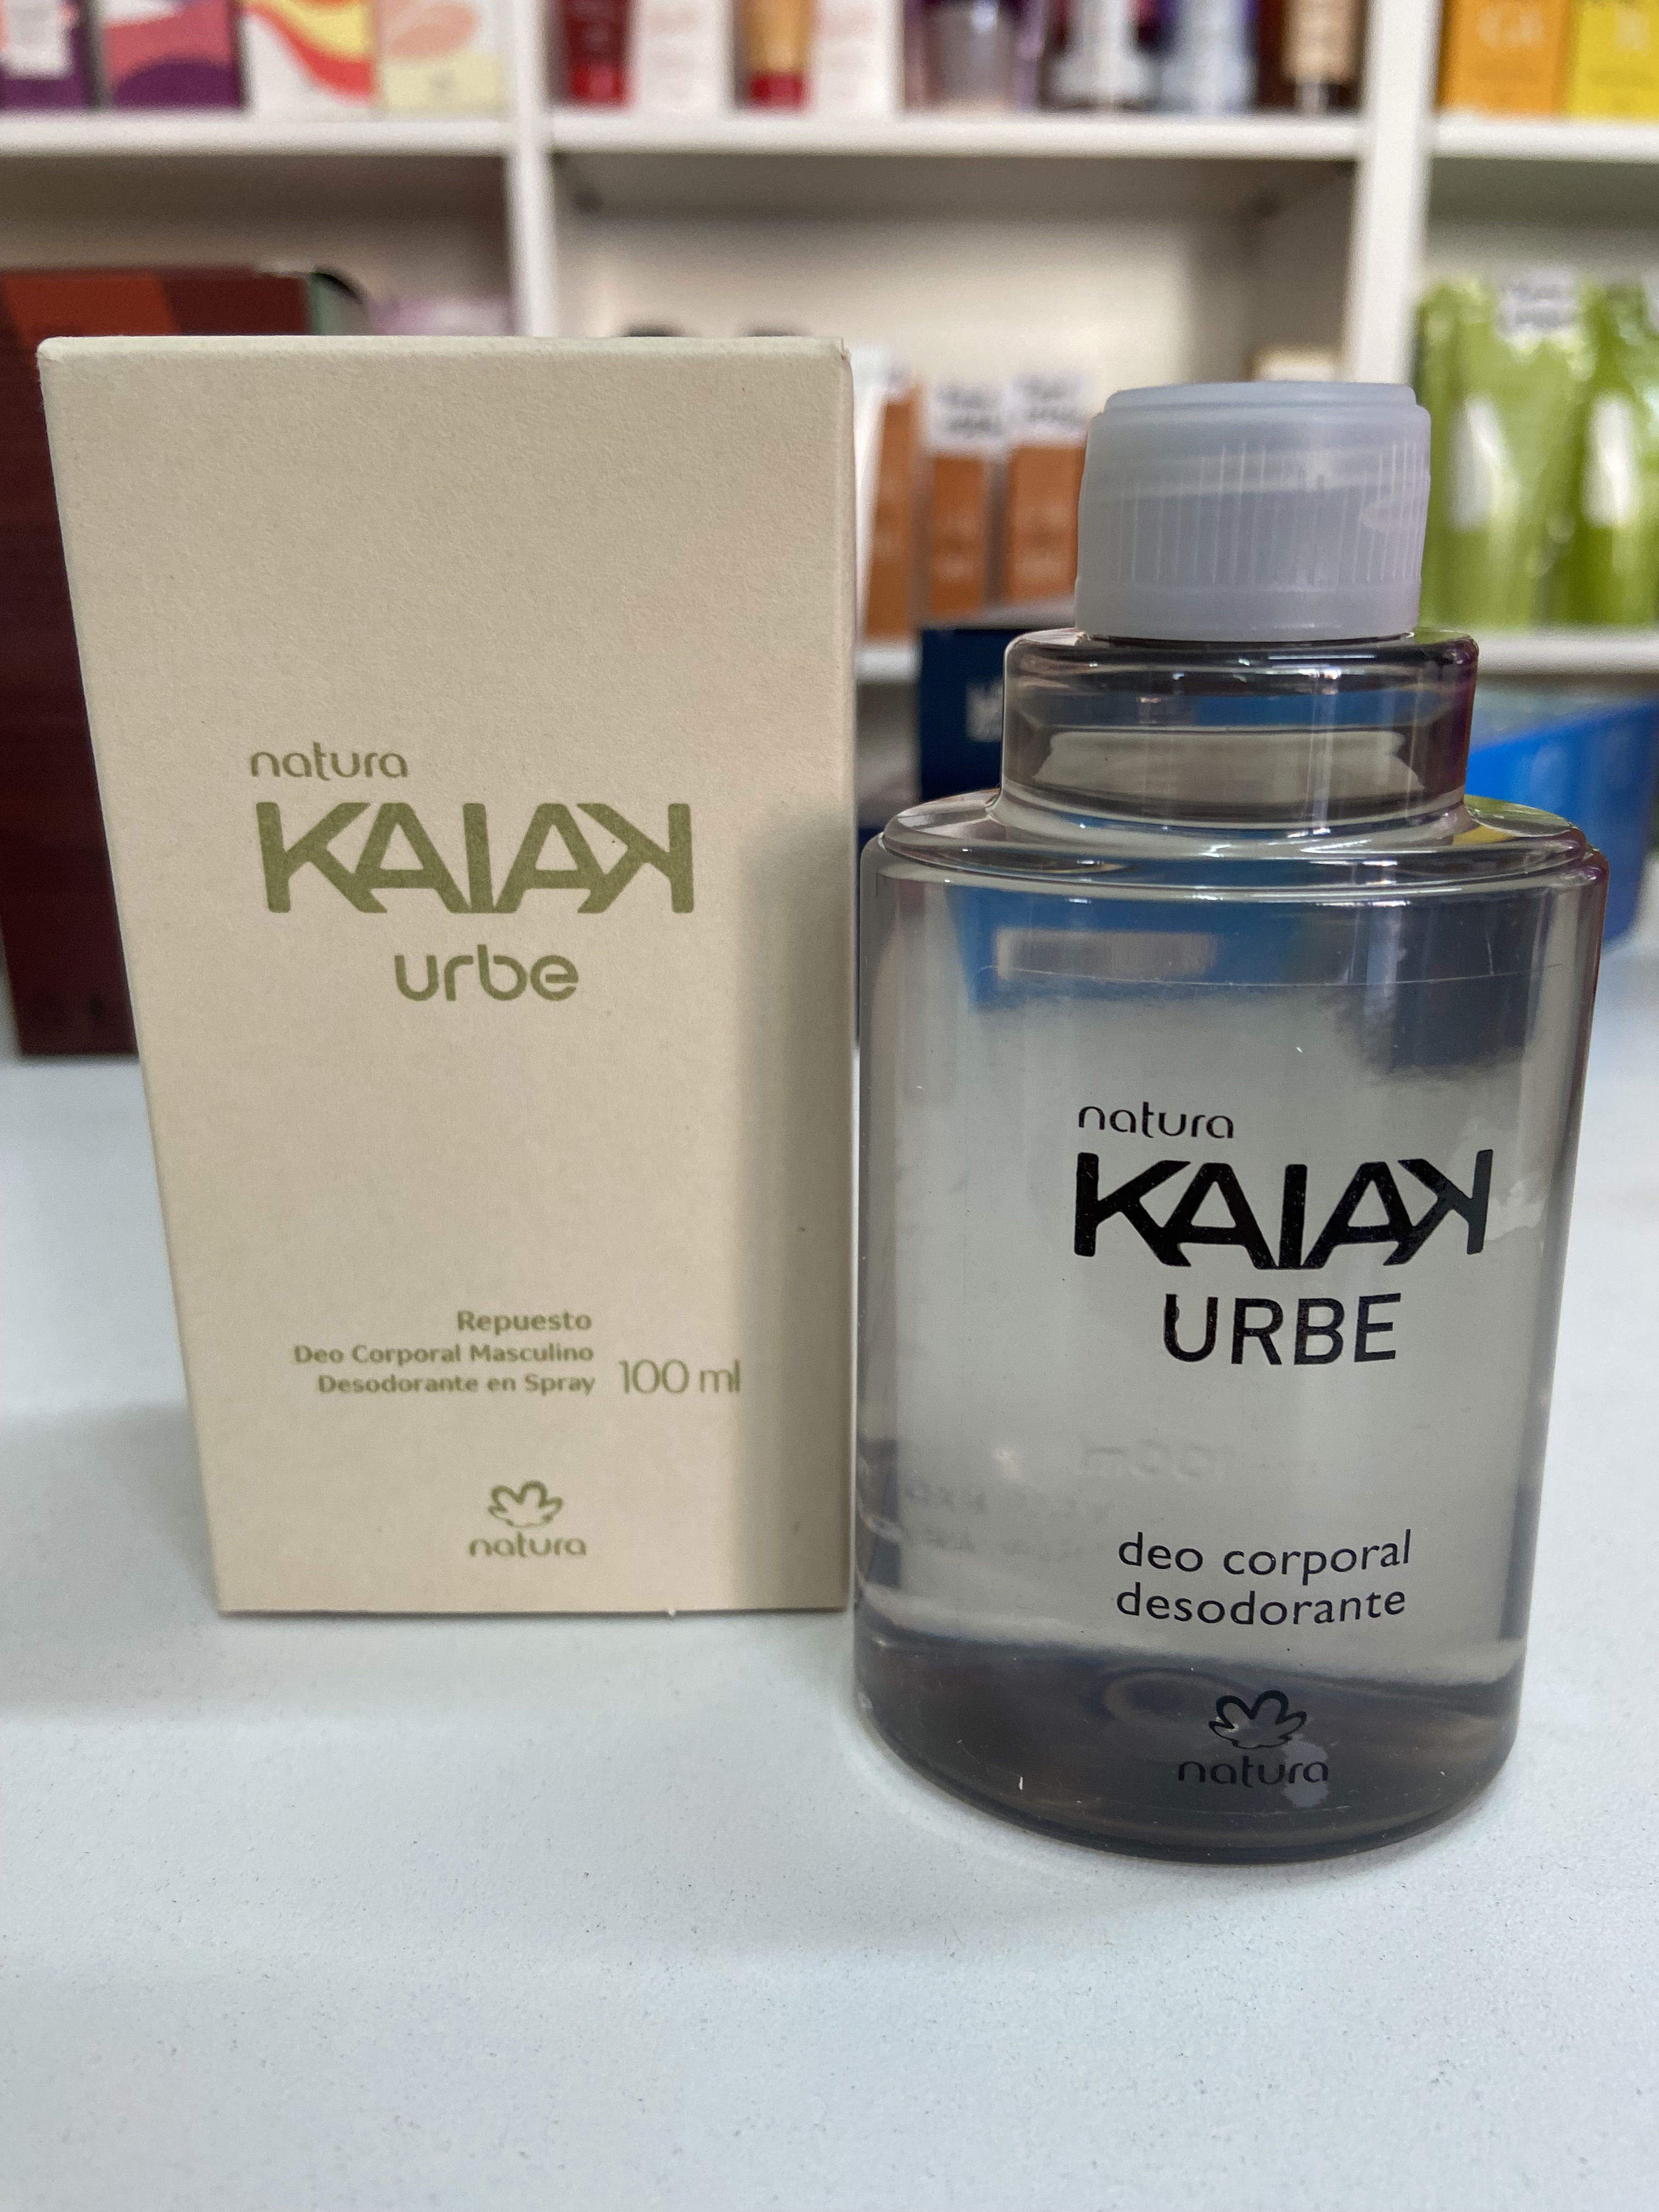 natura
KAIAK
urbe
Repuesto
Deo Corporal Masculino
Desodorante en Spray
100 ml
natura
natura
KAIAK
URBE
deo corporal
desodorante
natura